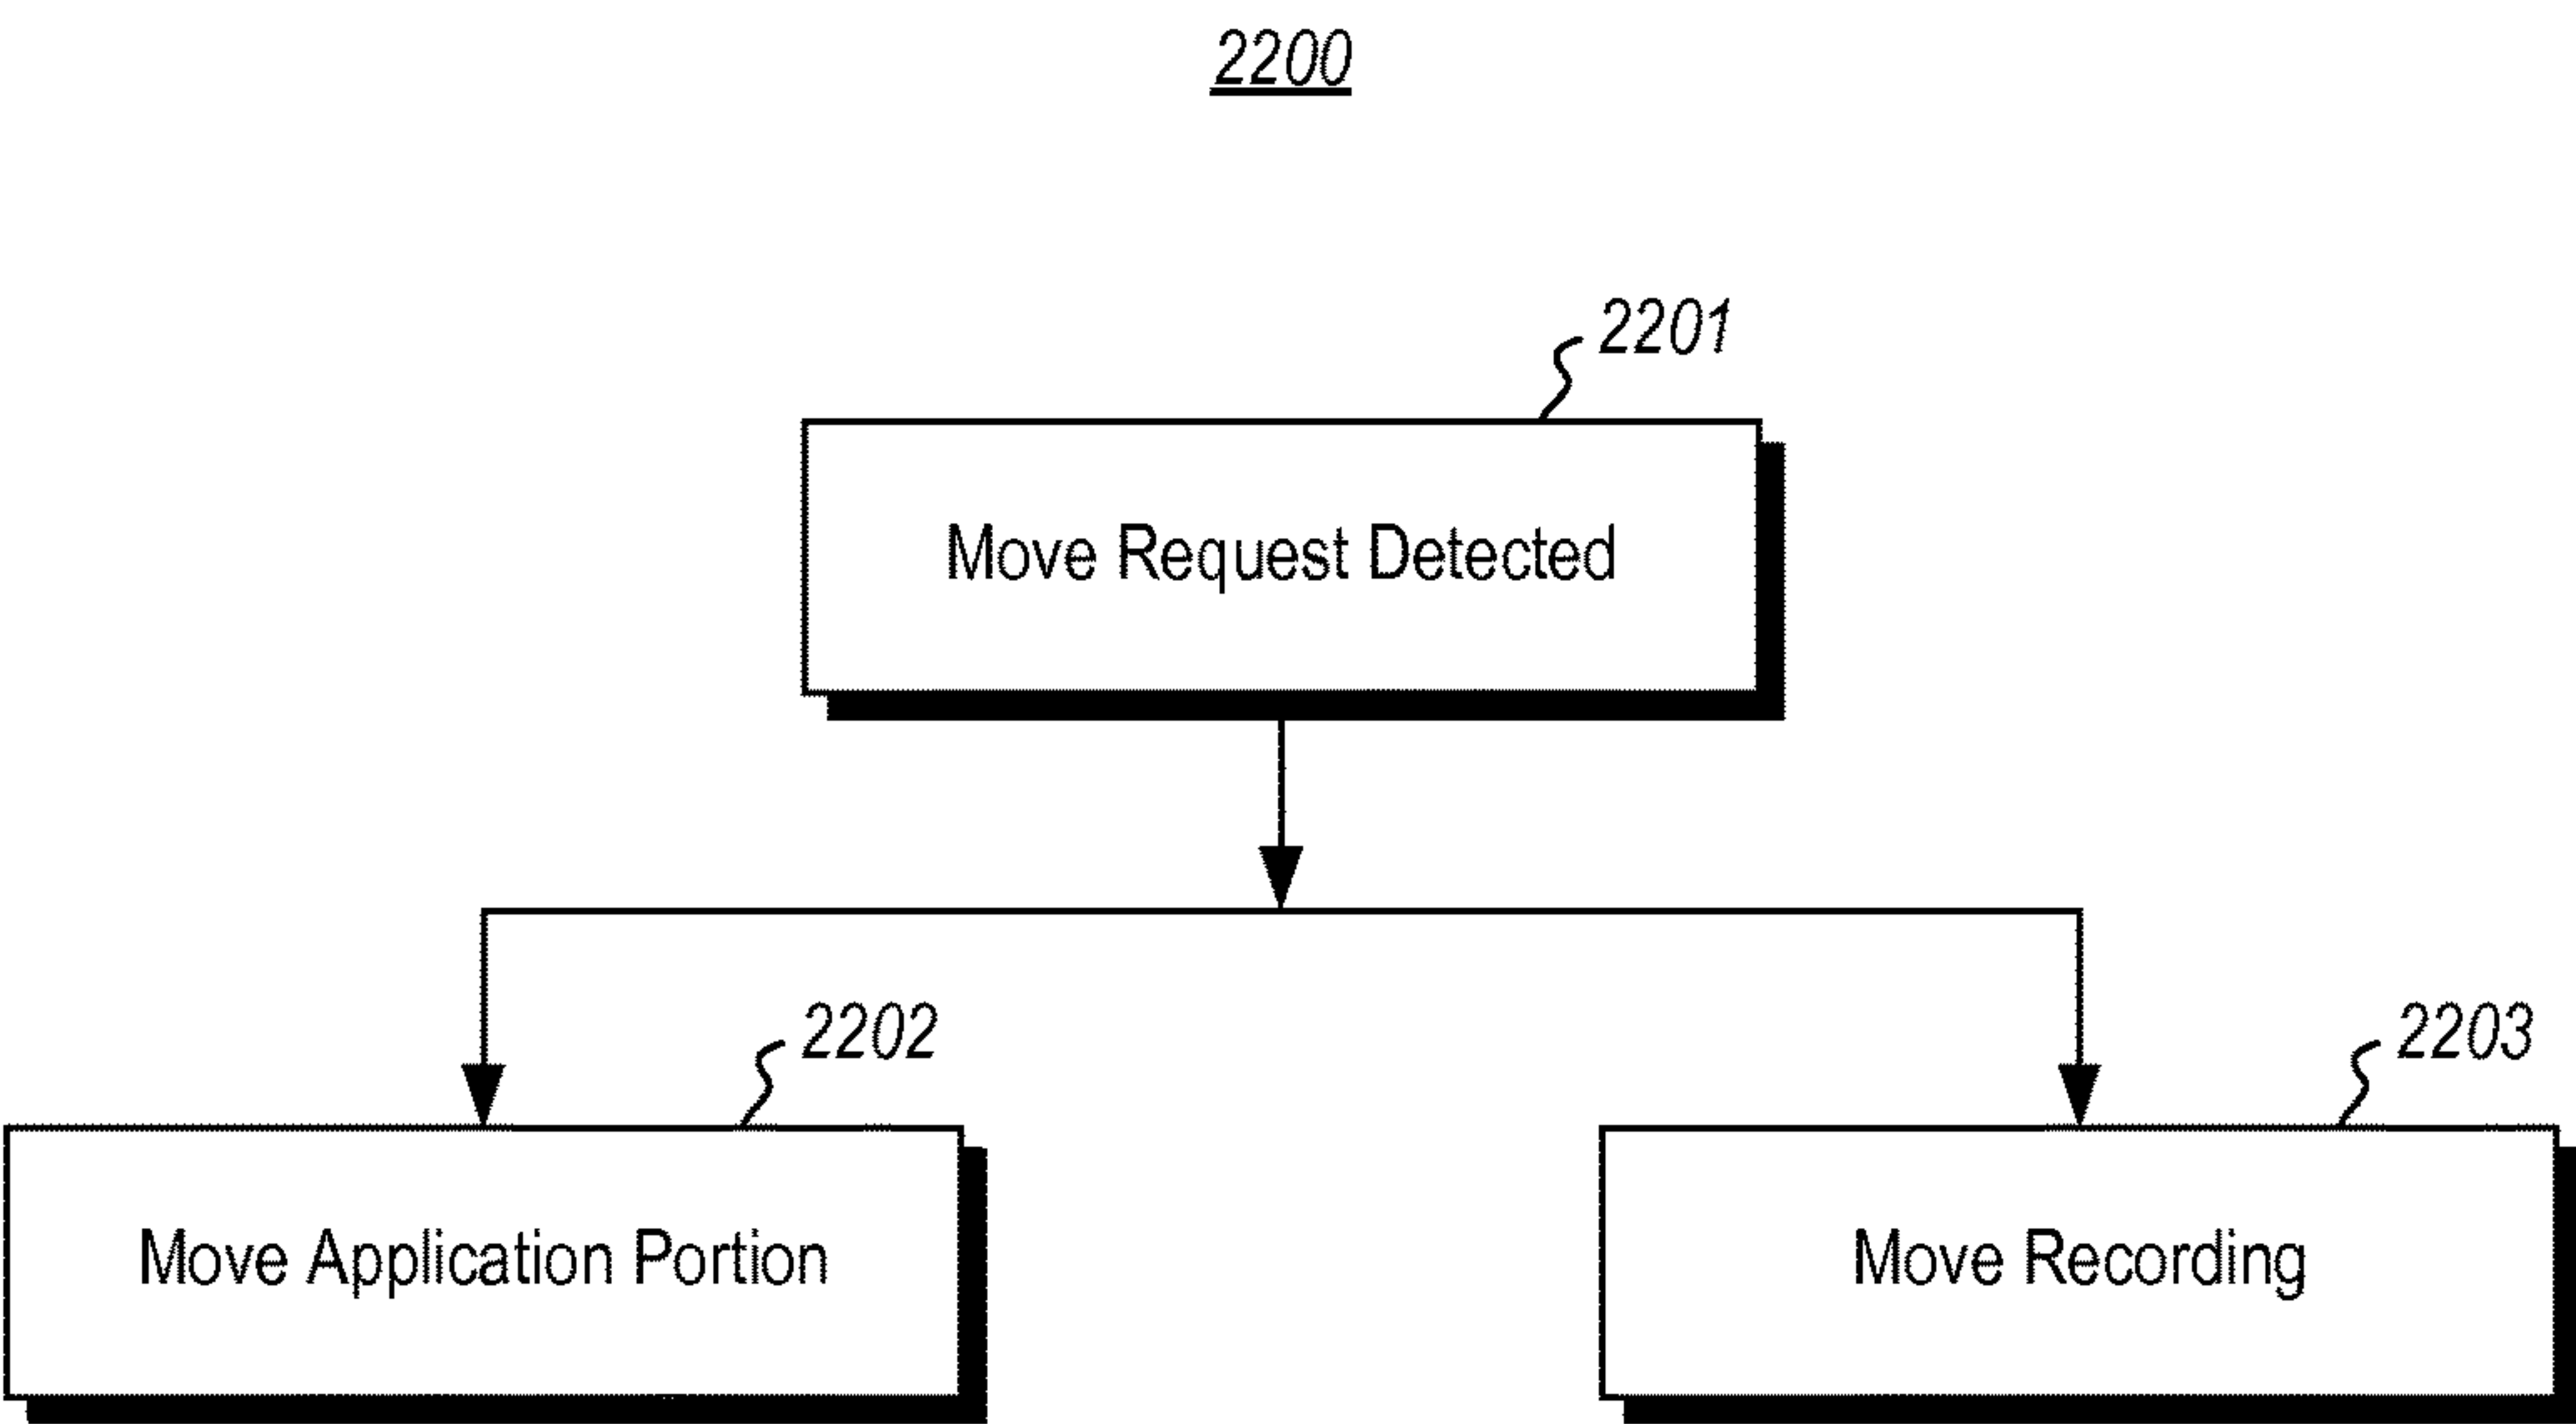 2200
2201
Move Request Detected
2202
2203
Move Application Portion
Move Recording